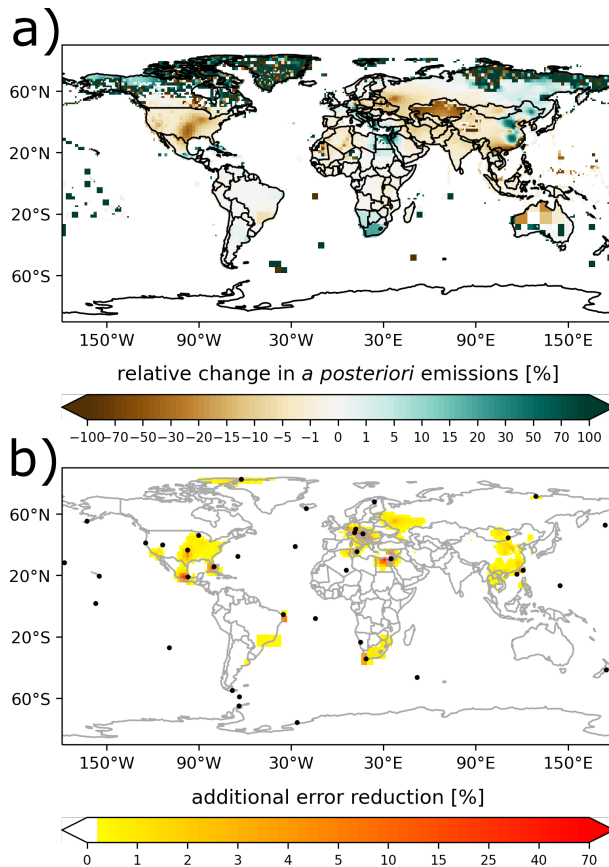 a)
60°N
20°N
20°S
60°S
150°W 90°W 30°W 30°E 90°E 150°E
relative change in a posteriori emissions [%]
−100 −70 −50 −30 −20 −15 −10 −5 −1 0 1 5 10 15 20 30 50 70 100
b)
60°N
20°N
20°S
60°S
150°W 90°W 30°W 30°E 90°E 150°E
additional error reduction [%]
0 1 2 3 4 5 10 15 25 40 70